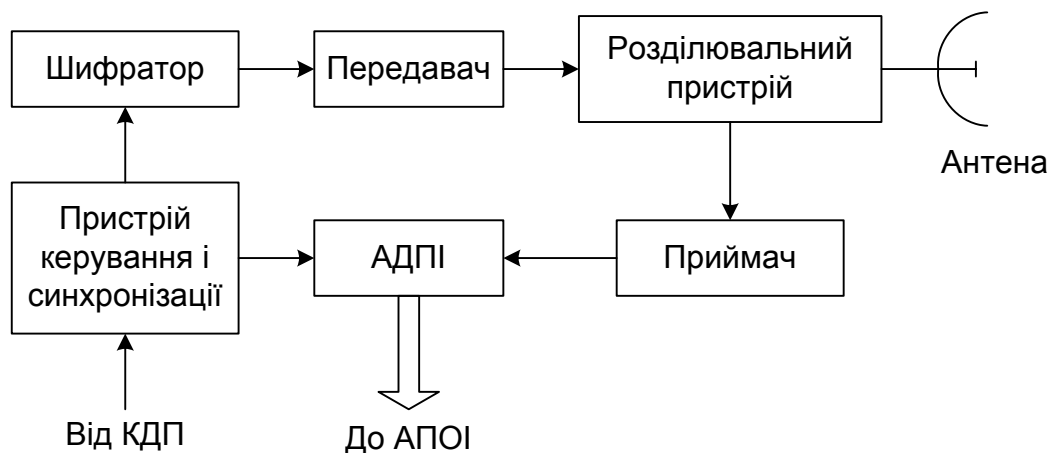 Шифратор
Передавач
Розділювальний
пристрій
Антена
Пристрій
керування і
синхронізації
АДПІ
Приймач
Від КДП
До АПОІ